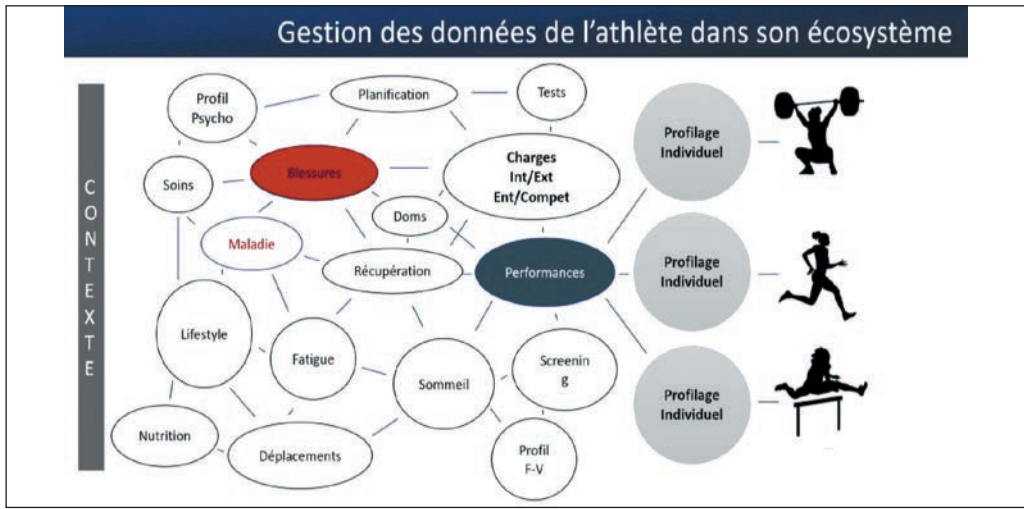 Gestion des données de l'athlète dans son écosystème
CONTEXTE
Profil
Psycho
Planification
Tests
Soins
Blessures
Charges
Int/Ext
Ent/Compet
Doms
Maladie
Récupération
Performances
Lifestyle
Fatigue
Sommeil
Screenin
g
Nutrition
Déplacements
Profil
F-V
Profilage
Individuel
Profilage
Individuel
Profilage
Individuel